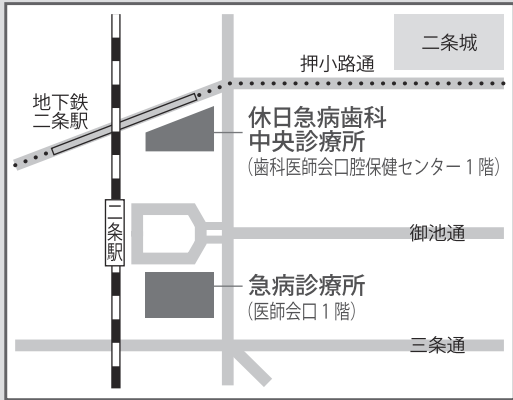 二条城
押小路通
地下鉄
二条駅
休日急病歯科
中央診療所
(歯科医師会口腔保健センター1階)
二条駅
御池通
急病診療所
(医師会口1階)
三条通